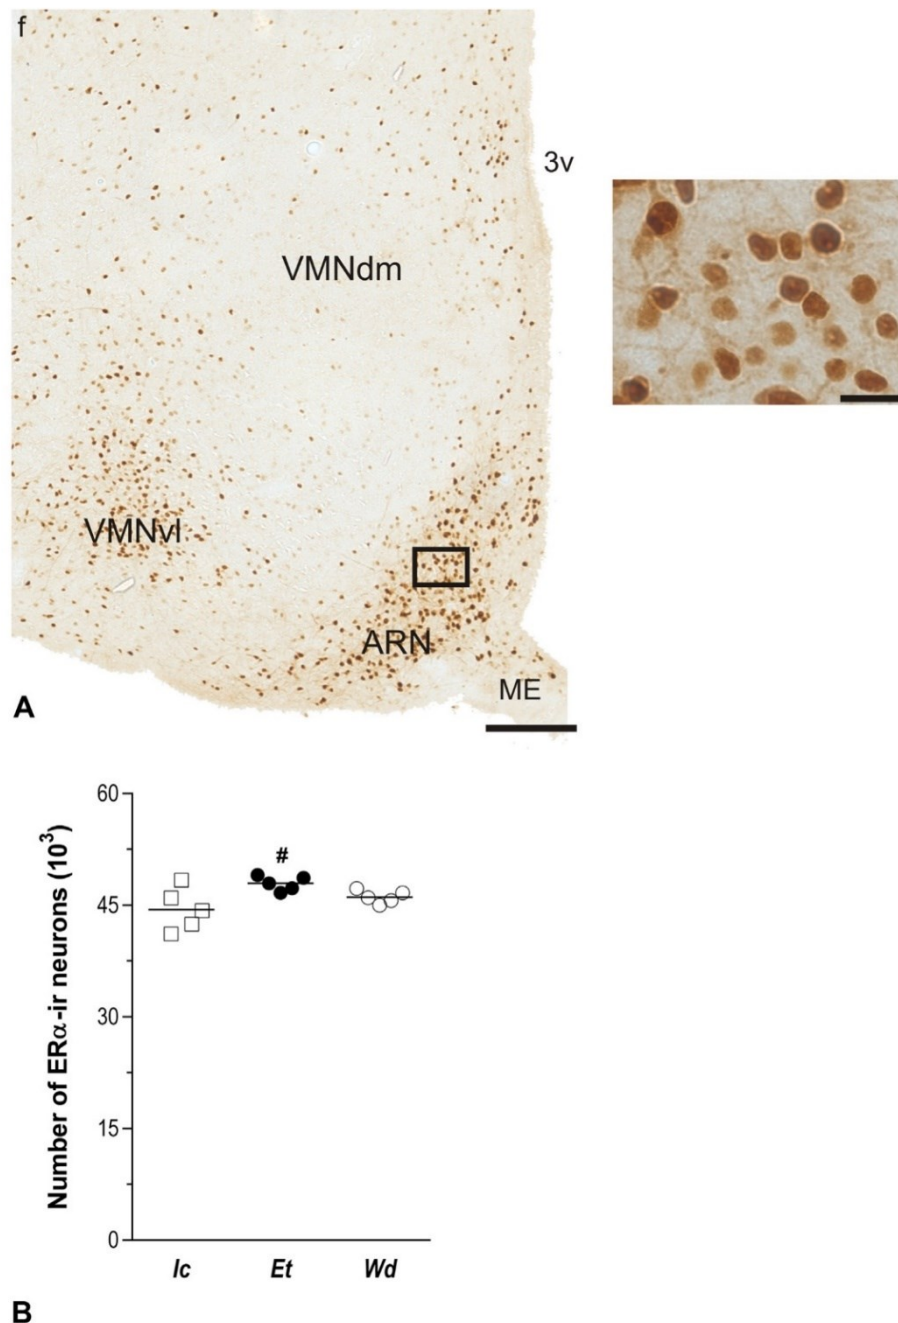 f
3v
VMNdm
VMNvl
ARN
ME
A
Number of ERα-ir neurons (10³)
60
#
45
30
15
0
Ic Et Wd
B